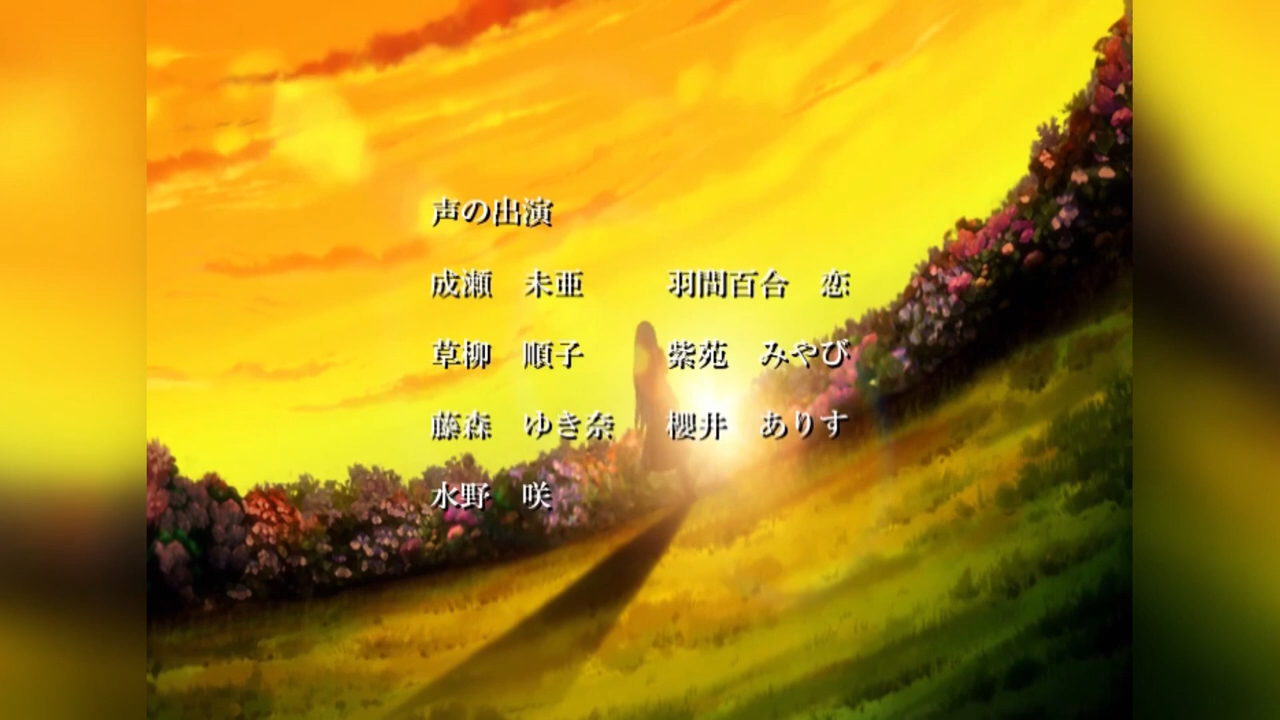 声の出演
成瀬　未亜　　羽間百合　恋
草柳　順子　　紫苑　みやび
藤森　ゆき奈　櫻井　ありす
水野　咲